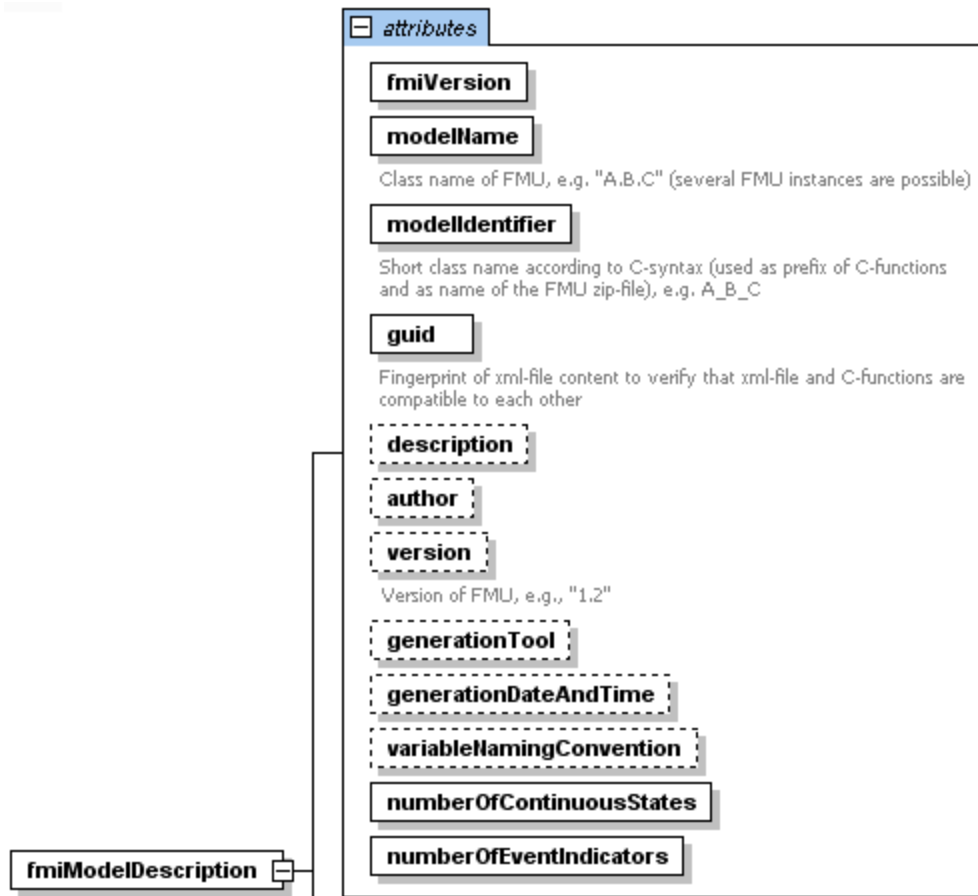 attributes
fmiVersion
modelName
Class name of FMU, e.g. "A.B.C" (several FMU instances are possible)
modelIdentifier
Short class name according to C-syntax (used as prefix of C-functions
and as name of the FMU zip-file), e.g. A_B_C
guid
Fingerprint of xml-file content to verify that xml-file and C-functions are
compatible to each other
description
author
version
Version of FMU, e.g., "1.2"
generationTool
generationDateAndTime
variableNamingConvention
numberOfContinuousStates
numberOfEventIndicators
fmiModelDescription